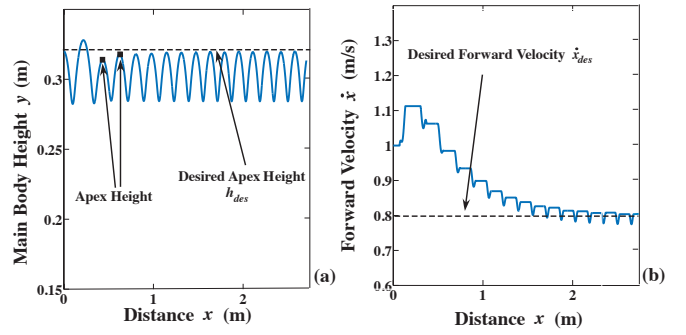 Main Body Height y (m)
0.3
0.25
0.2
0.15
Apex Height
Desired Apex Height
h_des
0
1
2
Distance x (m)
(a)
Forward Velocity ẋ (m/s)
1.4
1.3
1.2
1.1
1
0.9
0.8
0.7
0.6
Desired Forward Velocity ẋ_des
0
1
2
Distance x (m)
(b)